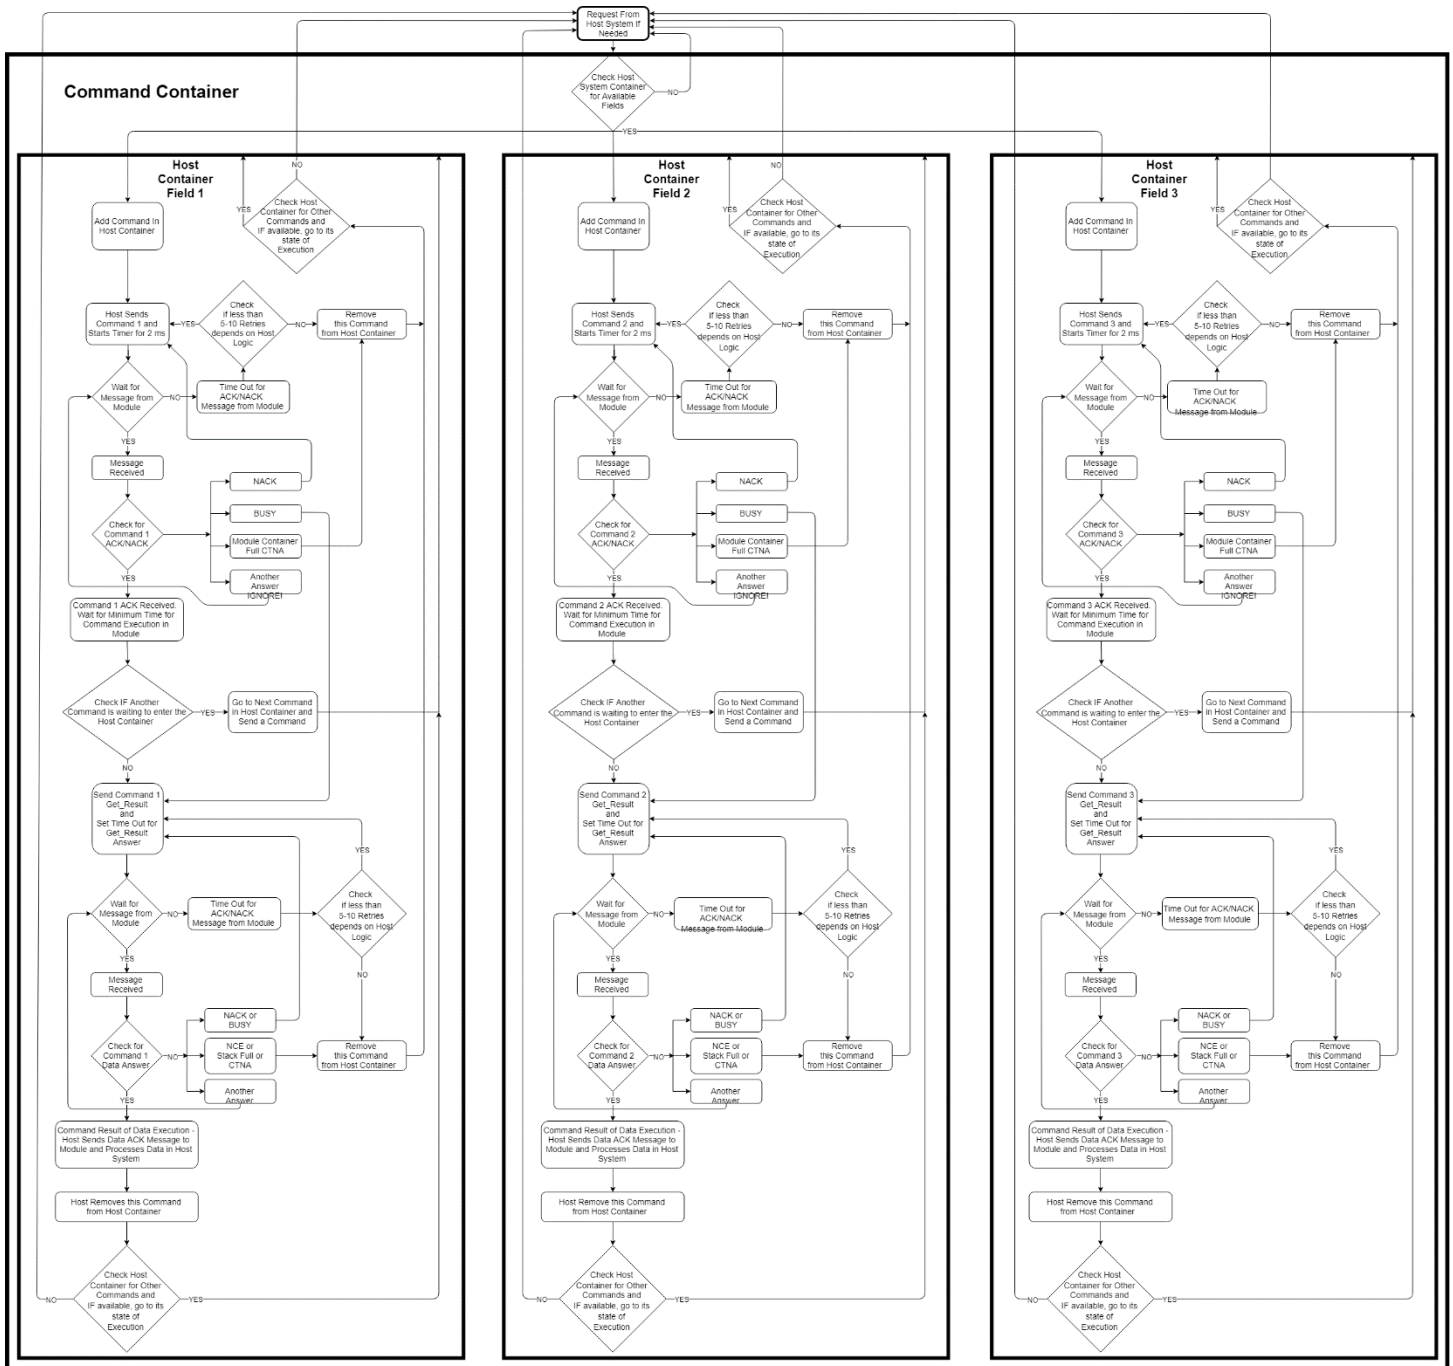 Request From
Host System If
Needed
Check Host
System Container
for Available
Fields
NO
YES
Command Container
Host
Container
Field 1
NO
YES
Check Host
Container for Other
Commands and
IF available, go to its
state of
Execution
Add Command In
Host Container
Host Sends
Command 1 and
Starts Timer for 2 ms
YES
Check
if less than
5-10 Retries
depends on Host
Logic
NO
Remove
this Command
from Host Container
Wait for
Message from
Module
NO
Time Out for
ACK/NACK
Message from Module
YES
Message
Received
Check for
Command 1
ACK/NACK
NACK
BUSY
Module Container
Full CTNA
Another
Answer
IGNORE!
YES
Command 1 ACK Received.
Wait for Minimum Time for
Command Execution in
Module
Check IF Another
Command is waiting to enter the
Host Container
YES
Go to Next Command
in Host Container and
Send a Command
NO
Send Command 1
Get_Result
and
Set Time Out for
Get_Result
Answer
YES
Wait for
Message from
Module
NO
Time Out for
ACK/NACK
Message from Module
Check
if less than
5-10 Retries
depends on Host
Logic
YES
NO
Message
Received
Check for
Command 1
Data Answer
NO
NACK or
BUSY
NCE or
Stack Full or
CTNA
Another
Answer
Remove
this Command
from Host Container
YES
Command Result of Data Execution -
Host Sends Data ACK Message to
Module and Processes Data in Host
System
Host Removes this Command
from Host Container
Check Host
Container for Other
Commands and
IF available, go to its
state of
Execution
NO
YES
Host
Container
Field 2
NO
YES
Check Host
Container for Other
Commands and
IF available, go to its
state of
Execution
Add Command In
Host Container
Host Sends
Command 2 and
Starts Timer for 2 ms
YES
Check
if less than
5-10 Retries
depends on Host
Logic
NO
Remove
this Command
from Host Container
Wait for
Message from
Module
NO
Time Out for
ACK/NACK
Message from Module
YES
Message
Received
Check for
Command 2
ACK/NACK
NACK
BUSY
Module Container
Full CTNA
Another
Answer
IGNORE!
YES
Command 2 ACK Received.
Wait for Minimum Time for
Command Execution in
Module
Check IF Another
Command is waiting to enter the
Host Container
YES
Go to Next Command
in Host Container and
Send a Command
NO
Send Command 2
Get_Result
and
Set Time Out for
Get_Result
Answer
YES
Wait for
Message from
Module
NO
Time Out for
ACK/NACK
Message from Module
Check
if less than
5-10 Retries
depends on Host
Logic
YES
NO
Message
Received
Check for
Command 2
Data Answer
NO
NACK or
BUSY
NCE or
Stack Full or
CTNA
Another
Answer
Remove
this Command
from Host Container
YES
Command Result of Data Execution -
Host Sends Data ACK Message to
Module and Processes Data in Host
System
Host Remove this Command
from Host Container
Check Host
Container for Other
Commands and
IF available, go to its
state of
Execution
NO
YES
Host
Container
Field 3
YES
Check Host
Container for Other
Commands and
IF available, go to its
state of
Execution
Add Command In
Host Container
Host Sends
Command 3 and
Starts Timer for 2 ms
YES
Check
if less than
5-10 Retries
depends on Host
Logic
NO
Remove
this Command
from Host Container
Wait for
Message from
Module
NO
Time Out for
ACK/NACK
Message from Module
YES
Message
Received
Check for
Command 3
ACK/NACK
NACK
BUSY
Module Container
Full CTNA
Another
Answer
IGNORE!
YES
Command 3 ACK Received.
Wait for Minimum Time for
Command Execution in
Module
Check IF Another
Command is waiting to enter the
Host Container
YES
Go to Next Command
in Host Container and
Send a Command
NO
Send Command 3
Get_Result
and
Set Time Out for
Get_Result
Answer
YES
Wait for
Message from
Module
NO
Time Out for ACK/NACK
Message from Module
Check
if less than
5-10 Retries
depends on Host
Logic
YES
NO
Message
Received
Check for
Command 3
Data Answer
NO
NACK or
BUSY
NCE or
Stack Full or
CTNA
Another
Answer
Remove
this Command
from Host Container
YES
Command Result of Data Execution -
Host Sends Data ACK Message to
Module and Processes Data in Host
System
Host Remove this Command
from Host Container
Check Host
Container for Other
Commands and
IF available, go to its
state of
Execution
NO
YES